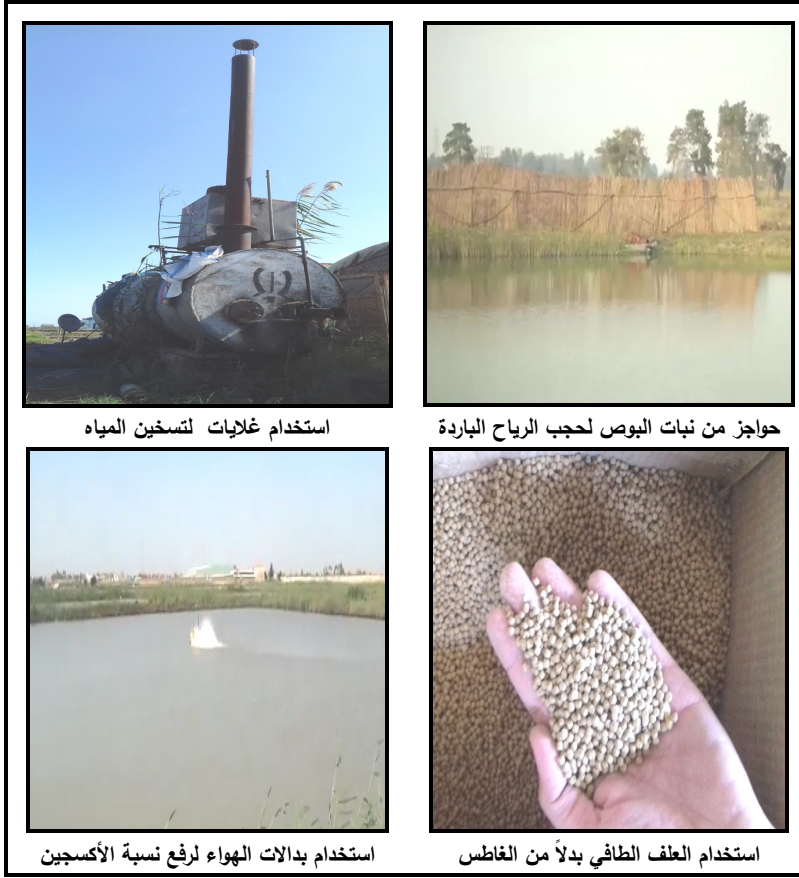 حواجز من نبات البوص لحجب الرياح الباردة
استخدام غلايات لتسخين المياه
استخدام العلف الطافي بدلاً من الغاطس
استخدام بدالات الهواء لرفع نسبة الأكسجين